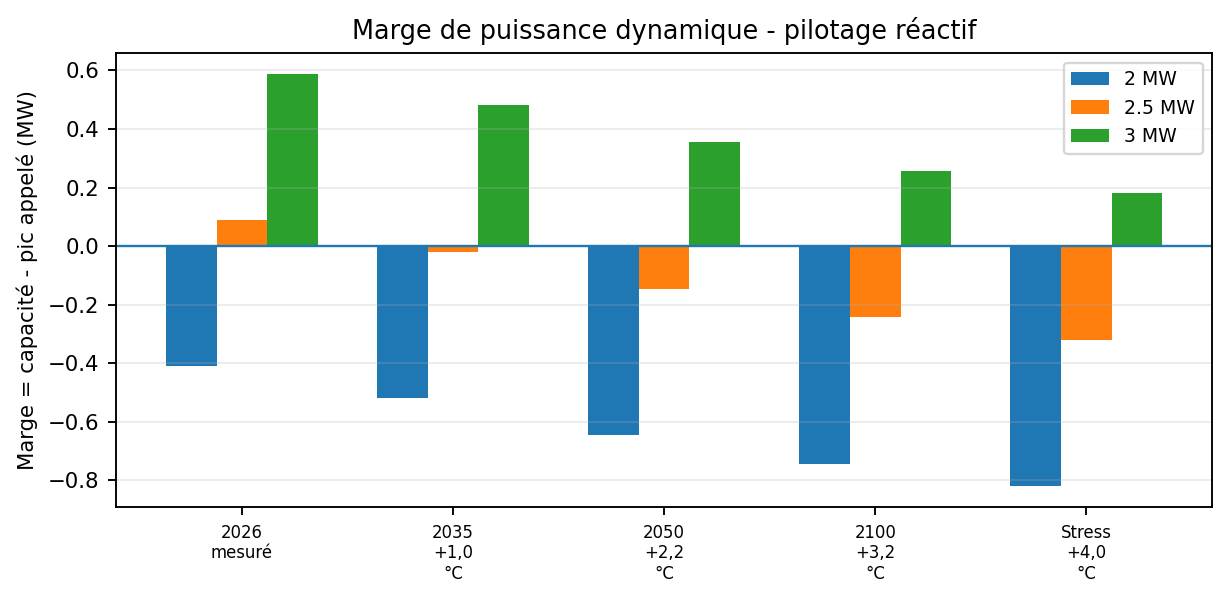 Marge de puissance dynamique - pilotage réactif
Marge = capacité - pic appelé (MW)
0.6
0.4
0.2
0.0
−0.2
−0.4
−0.6
−0.8
2 MW
2.5 MW
3 MW
2026
mesuré
2035
+1,0
°C
2050
+2,2
°C
2100
+3,2
°C
Stress
+4,0
°C